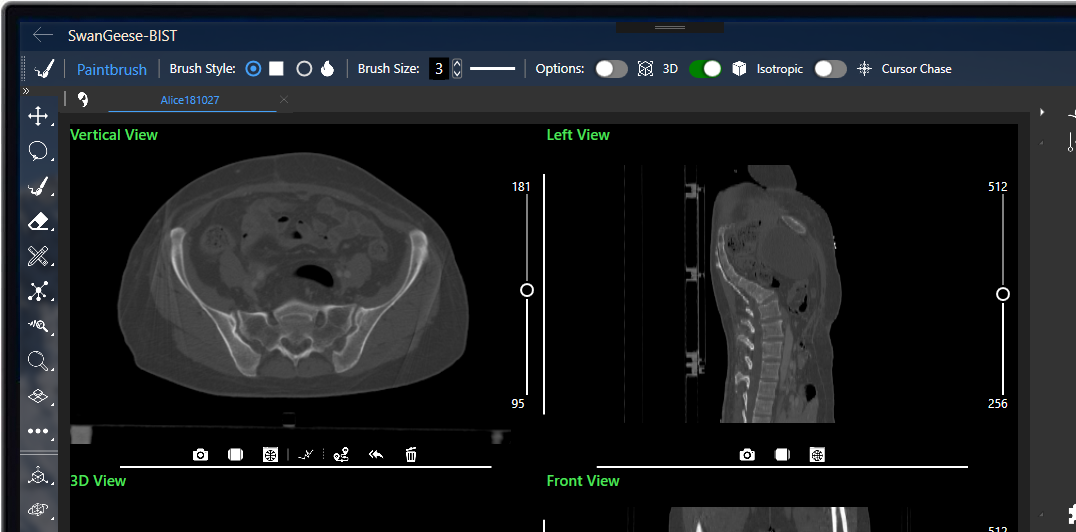 SwanGeese-BIST
Paintbrush Brush Style: Brush Size: 3 Options: 3D Isotropic Cursor Chase
Alice181027
Vertical View
181
95
Left View
512
256
3D View
Front View
512